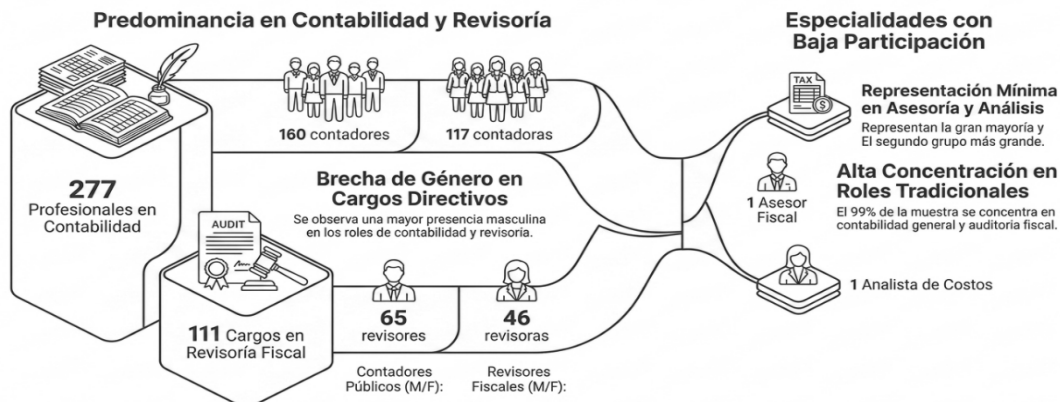 Predominancia en Contabilidad y Revisoría
160 contadores
117 contadoras
277
Profesionales en
Contabilidad
Brecha de Género en
Cargos Directivos
Se observa una mayor presencia masculina
en los roles de contabilidad y revisoría.
AUDIT
111 Cargos en
Revisoría Fiscal
65
revisores
46
revisoras
Contadores
Públicos (M/F):
Revisores
Fiscales (M/F):
Especialidades con
Baja Participación
TAX
$
Representación Mínima
en Asesoría y Análisis
Representan la gran mayoría y
El segundo grupo más grande.
1 Asesor
Fiscal
Alta Concentración en
Roles Tradicionales
El 99% de la muestra se concentra en
contabilidad general y auditoría fiscal.
1 Analista de Costos